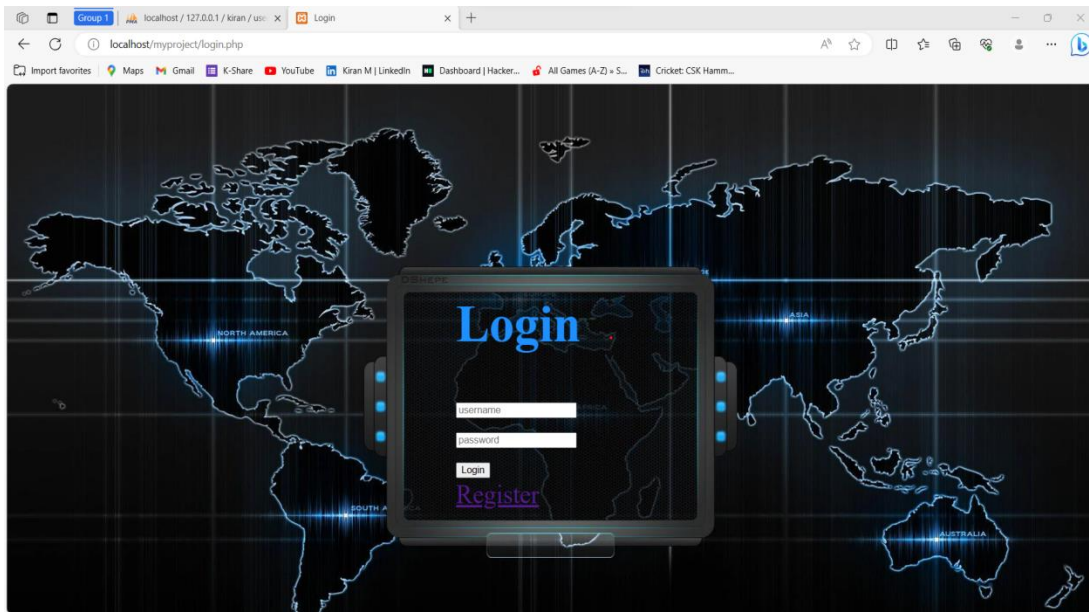 Group 1
localhost / 127.0.0.1 / kiran / use
Login
localhost/myproject/login.php
Import favorites Maps Gmail K-Share YouTube Kiran M | LinkedIn Dashboard | Hacker... All Games (A-Z) » S... Cricket: CSK Hamm...
NORTH AMERICA
ASIA
Login
username
password
Login
Register
AUSTRALIA